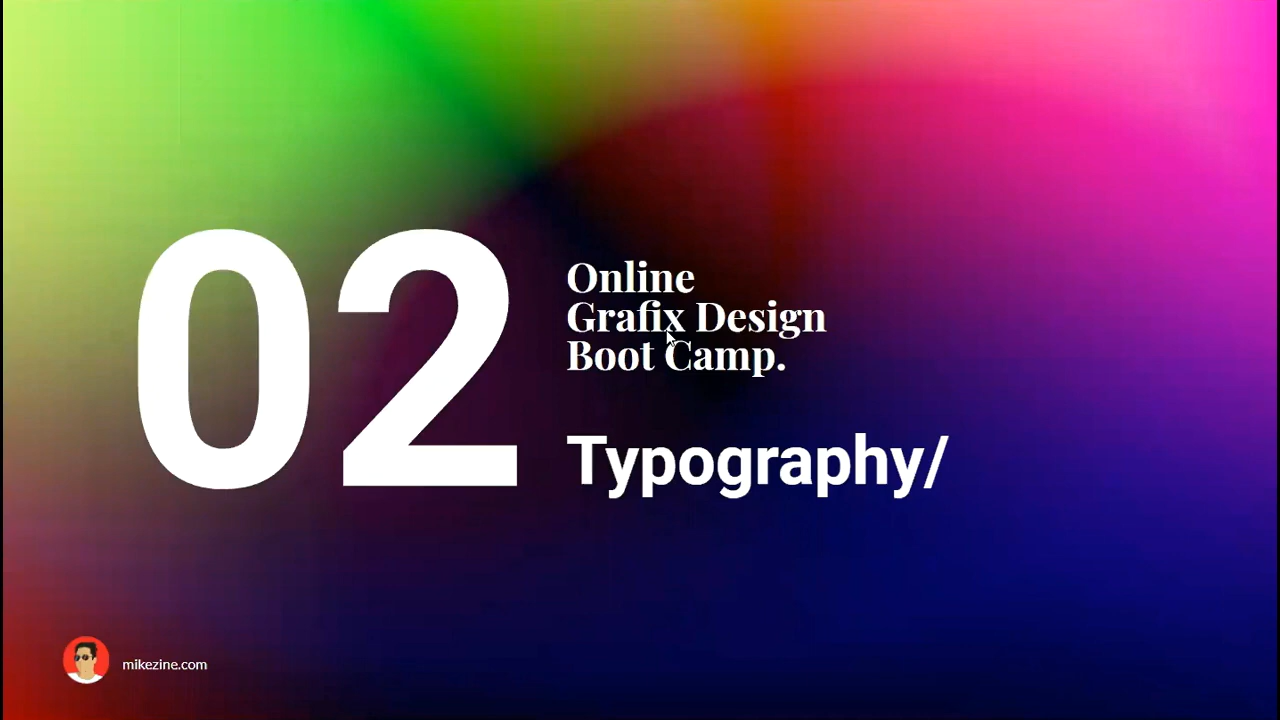 02
Online
Grafix Design
Boot Camp.
Typography/
mikezine.com